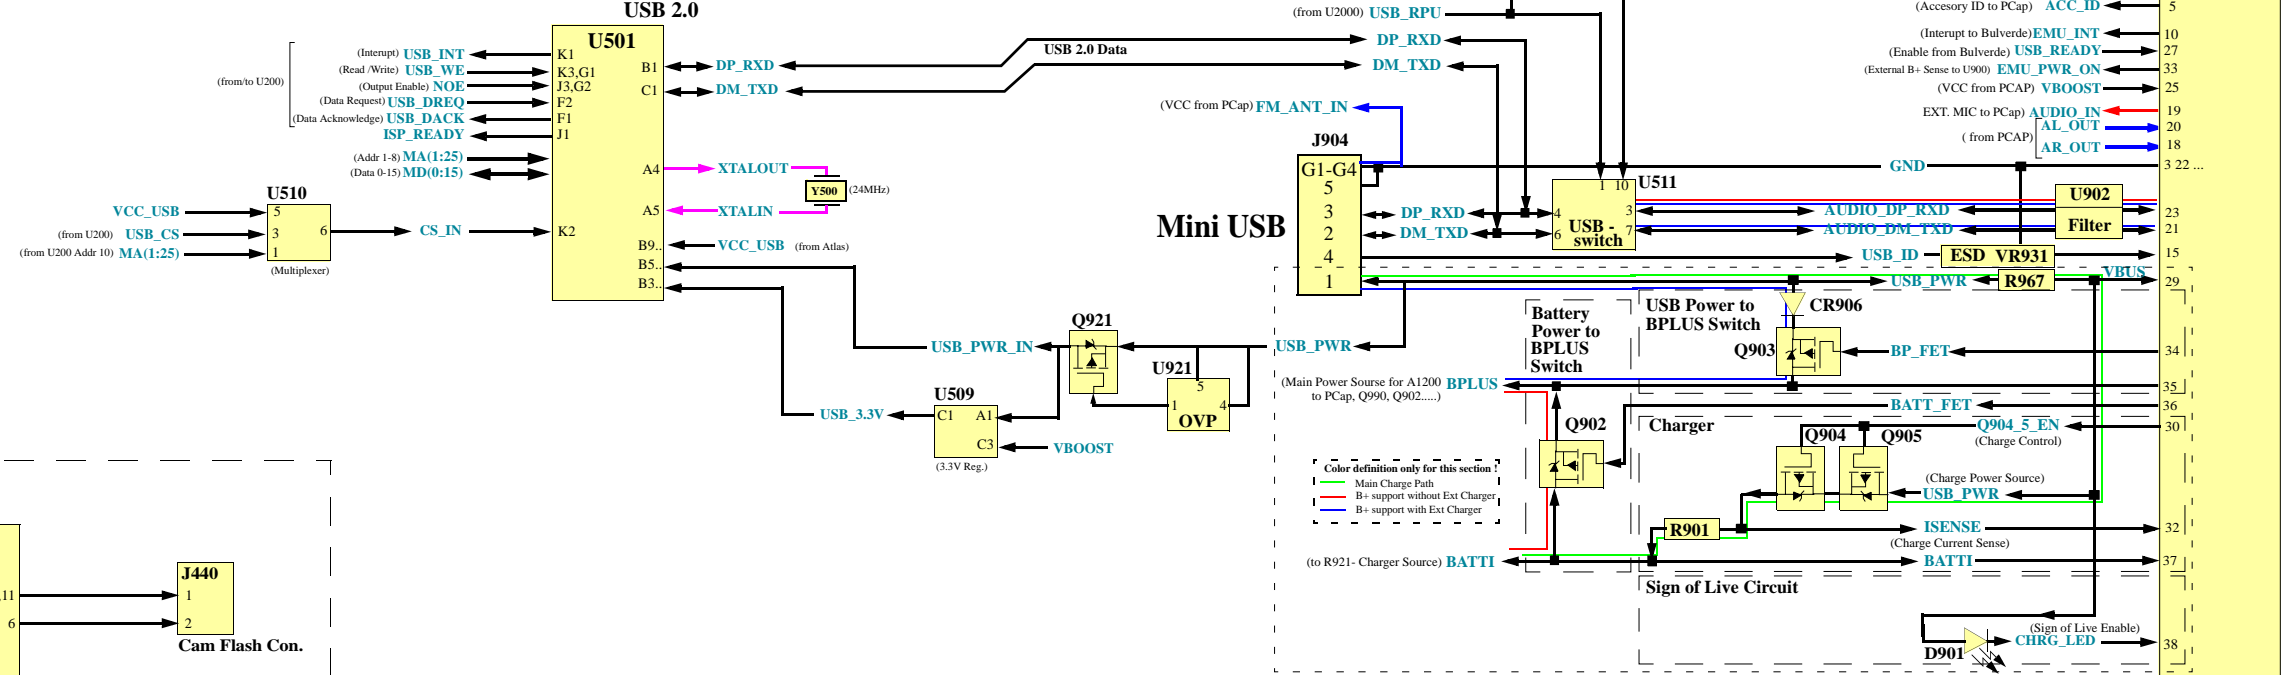 USB 2.0
U501
(Interupt) USB_INT
K1
(Read /Write) USB_WE
K3,G1
(Output Enable) NOE
J3,G2
(from/to U200)
(Data Request) USB_DREQ
F2
(Data Acknowledge) USB_DACK
F1
ISP_READY
J1
(Addr 1-8) MA(1:25)
(Data 0-15) MD(0:15)
B1
DP_RXD
C1
DM_TXD
A4
XTALOUT
Y500
(24MHz)
A5
XTALIN
K2
B9..
VCC_USB (from Atlas)
B5..
B3..
U510
VCC_USB
5
(from U200) USB_CS
3
6
CS_IN
(from U200 Addr 10) MA(1:25)
1
(Multiplexer)
USB 2.0 Data
(from U2000) USB_RPU
DP_RXD
DM_TXD
(VCC from PCap) FM_ANT_IN
J904
G1-G4
5
3
2
4
1
Mini USB
DP_RXD
DM_TXD
GND
U511
1 10
4
3
6
7
USB -
switch
AUDIO_DP_RXD
AUDIO_DM_TXD
U902
Filter
USB_ID
ESD VR931
USB_PWR
R967
VBUS
(Accesory ID to PCap) ACC_ID
5
(Interupt to Bulverde)EMU_INT
10
(Enable from Bulverde) USB_READY
27
(External B+ Sense to U900) EMU_PWR_ON
33
(VCC from PCAP) VBOOST
25
EXT. MIC to PCap) AUDIO_IN
19
AL_OUT
20
( from PCAP)
AR_OUT
18
3 22 ...
23
21
15
29
Q921
USB_PWR_IN
U921
5
1
4
OVP
USB_PWR
U509
USB_3.3V
C1
A1
C3
VBOOST
(3.3V Reg.)
Battery
Power to
BPLUS
Switch
USB Power to
BPLUS Switch
CR906
Q903
BP_FET
34
(Main Power Sourse for A1200
to PCap, Q990, Q902.....)
BPLUS
35
BATT_FET
36
Q902
Charger
Q904_5_EN
30
(Charge Control)
Q904
Q905
(Charge Power Source)
USB_PWR
Color definition only for this section !
Main Charge Path
B+ support without Ext Charger
B+ support with Ext Charger
R901
ISENSE
32
(Charge Current Sense)
(to R921- Charger Source) BATTI
BATTI
37
Sign of Live Circuit
(Sign of Live Enable)
D901
CHRG_LED
38
,11
6
J440
1
2
Cam Flash Con.